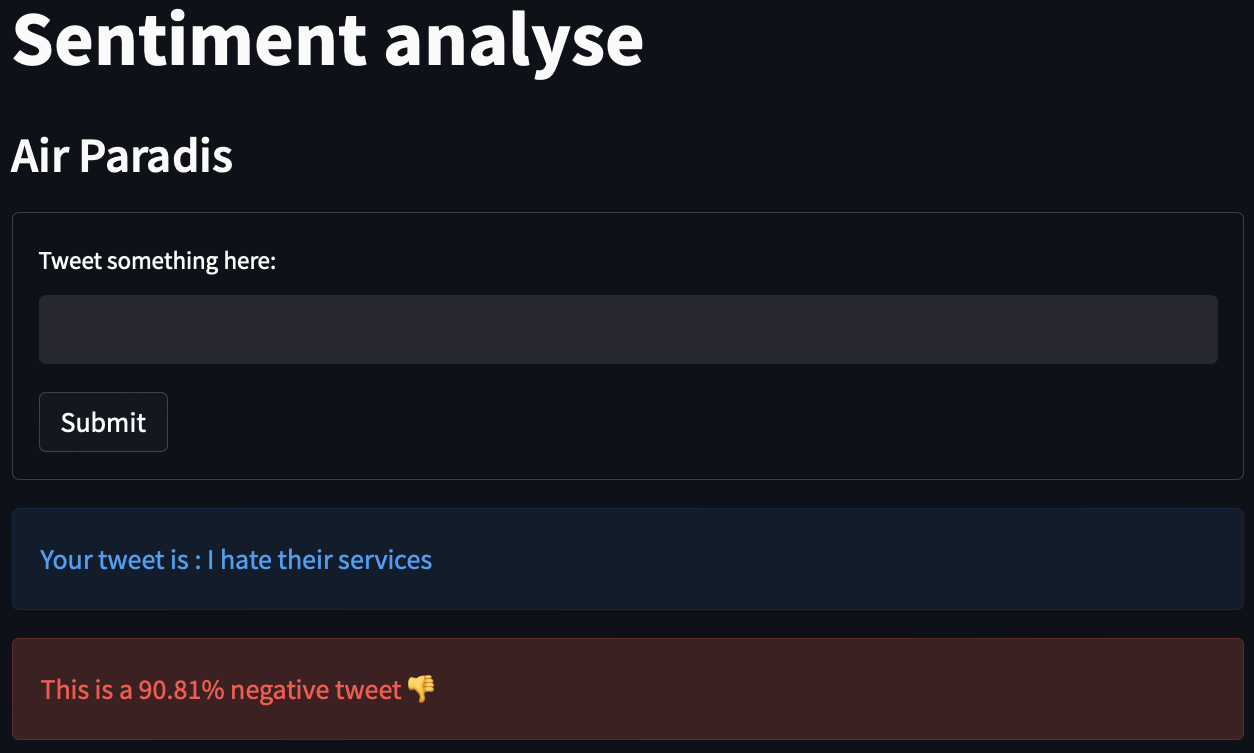 Sentiment analyse
Air Paradis
Tweet something here:
Submit
Your tweet is : I hate their services
This is a 90.81% negative tweet 👎